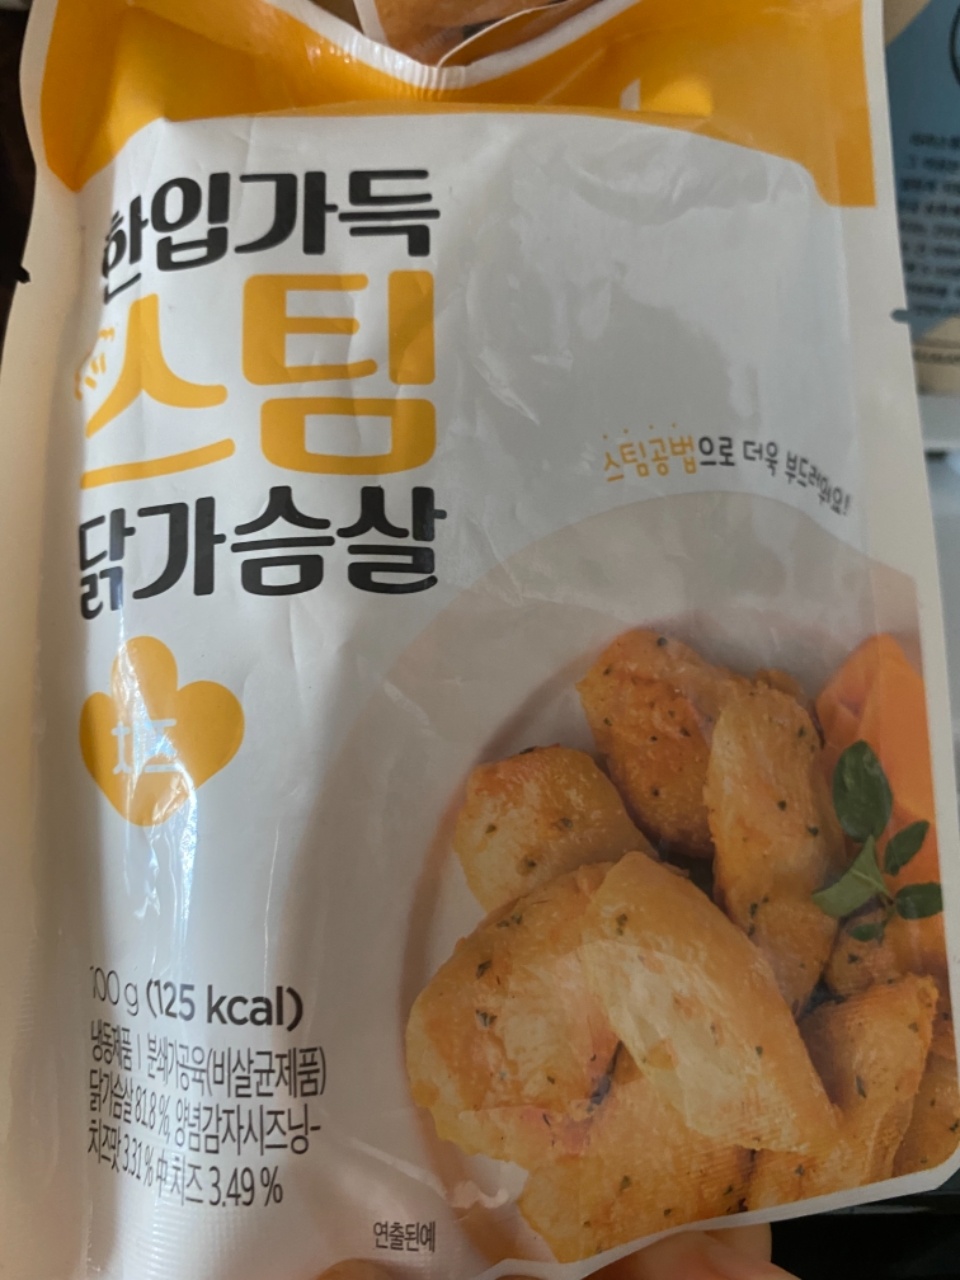 한입가득
스팀
닭가슴살
스팀공법으로 더욱 부드러워요!!
치즈
100 g (125 kcal)
냉동제품 | 분쇄가공육(비살균제품)
닭가슴살 81.8 %, 양념감자시즈닝-
치즈맛 3.31 % 中 치즈 3.49 %
연출된예